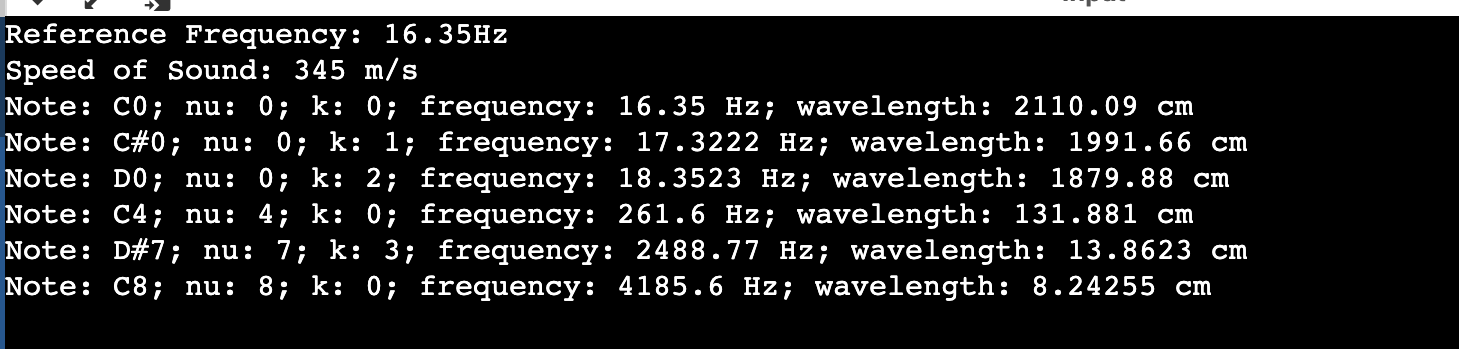 Reference Frequency: 16.35Hz
Speed of Sound: 345 m/s
Note: C0; nu: 0; k: 0; frequency: 16.35 Hz; wavelength: 2110.09 cm
Note: C#0; nu: 0; k: 1; frequency: 17.3222 Hz; wavelength: 1991.66 cm
Note: D0; nu: 0; k: 2; frequency: 18.3523 Hz; wavelength: 1879.88 cm
Note: C4; nu: 4; k: 0; frequency: 261.6 Hz; wavelength: 131.881 cm
Note: D#7; nu: 7; k: 3; frequency: 2488.77 Hz; wavelength: 13.8623 cm
Note: C8; nu: 8; k: 0; frequency: 4185.6 Hz; wavelength: 8.24255 cm